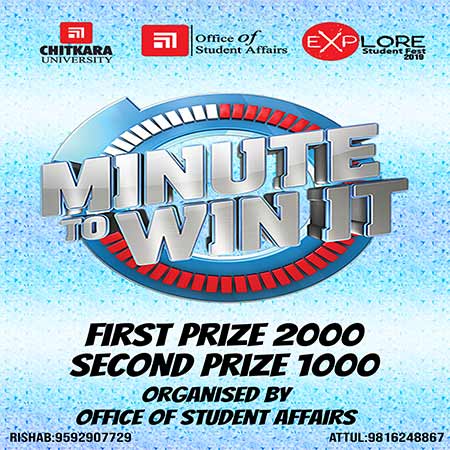 CHITKARA
UNIVERSITY
Office of
Student Affairs
EXPLORE
Student Fest
2019
MINUTE
TO WIN IT
FIRST PRIZE 2000
SECOND PRIZE 1000
ORGANISED BY
OFFICE OF STUDENT AFFAIRS
RISHAB:9592907729
ATTUL:9816248867